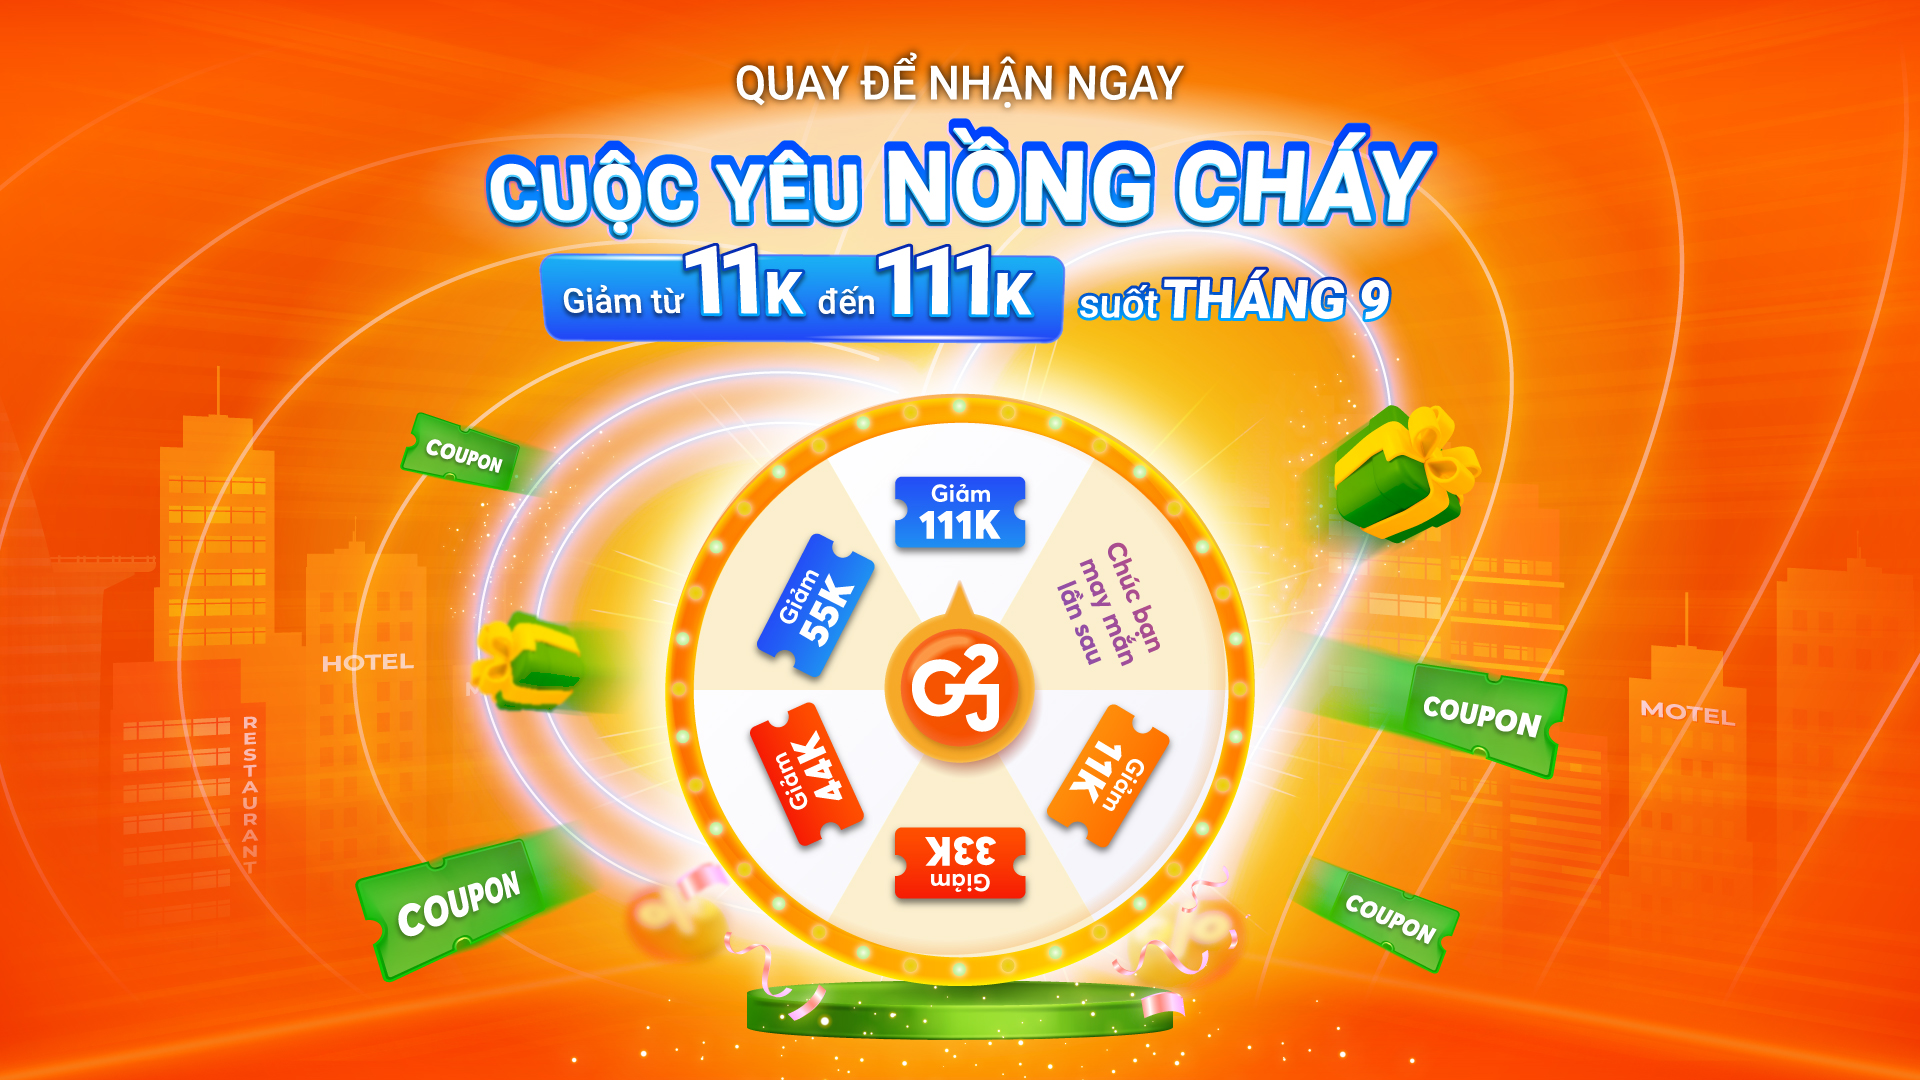 QUAY ĐỂ NHẬN NGAY
CUỘC YÊU NỒNG CHÁY
Giảm từ 11K đến 111K suốt THÁNG 9
COUPON
Giảm
111K
Chúc bạn
may mắn
lần sau
Giảm
55K
G2J
HOTEL
RESTAURANT
Giảm
44K
Giảm
11K
Giảm
33K
COUPON
MOTEL
COUPON
COUPON